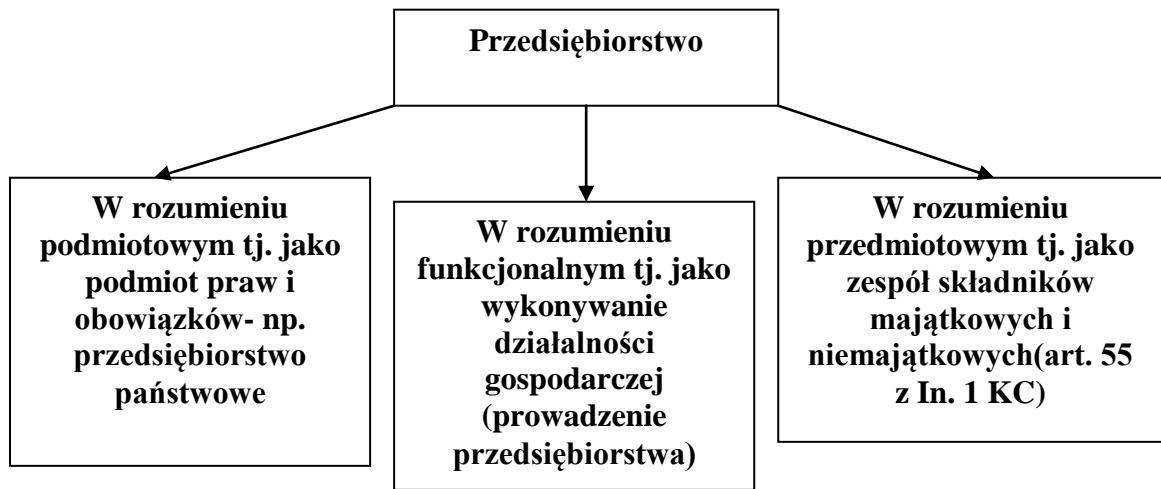 Przedsiębiorstwo
W rozumieniu
podmiotowym tj. jako
podmiot praw i
obowiązków- np.
przedsiębiorstwo
państwowe
W rozumieniu
funkcjonalnym tj. jako
wykonywanie
działalności
gospodarczej
(prowadzenie
przedsiębiorstwa)
W rozumieniu
przedmiotowym tj. jako
zespół składników
majątkowych i
niemajątkowych(art. 55
z In. 1 KC)